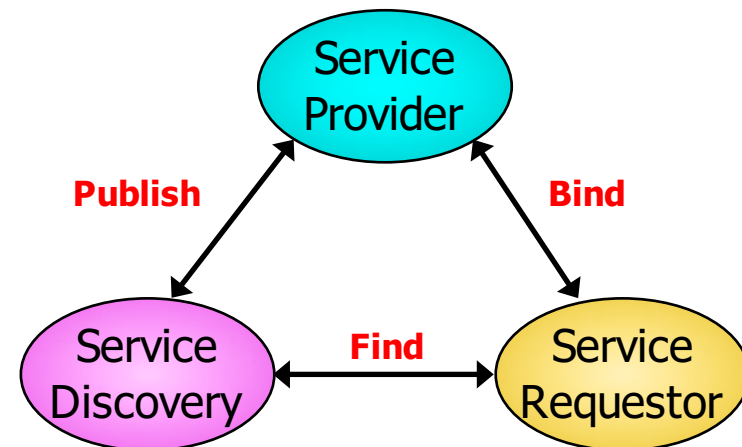 Service
Provider
Publish
Bind
Service
Discovery
Find
Service
Requestor